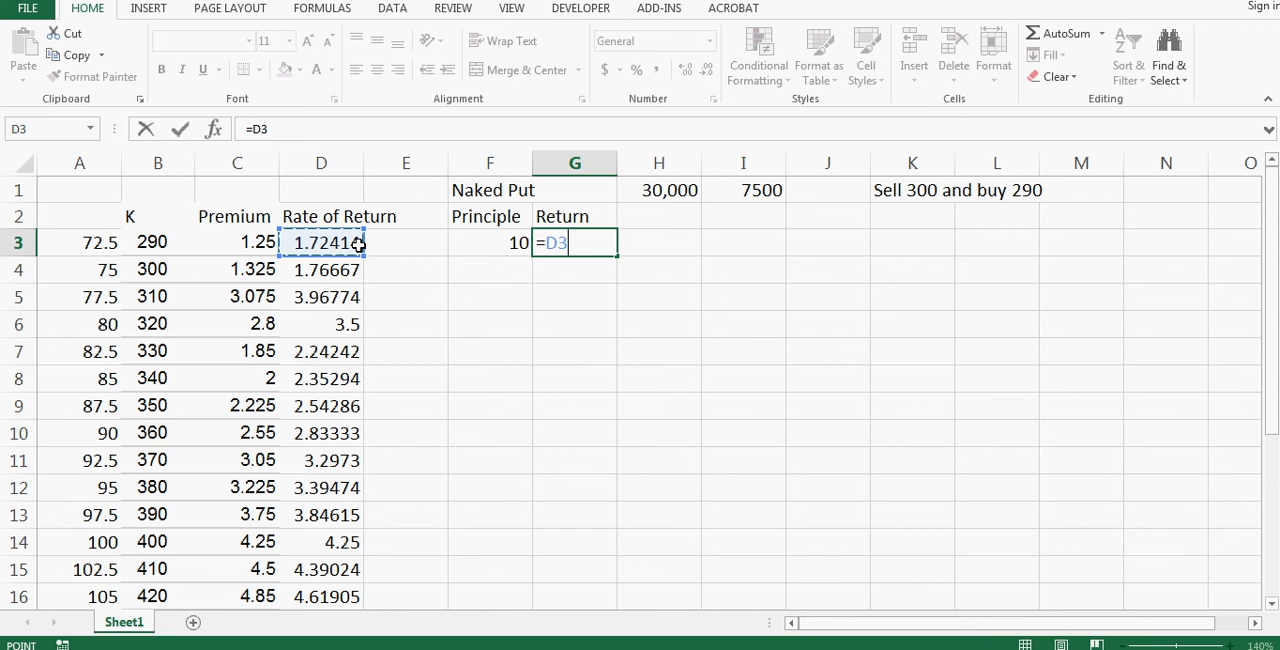 FILE HOME INSERT PAGE LAYOUT FORMULAS DATA REVIEW VIEW DEVELOPER ADD-INS ACROBAT
Paste Cut Copy Format Painter
11 Wrap Text Merge & Center
General $ % ,
Conditional Formatting Format as Table Cell Styles
Insert Delete Format
AutoSum Fill Clear Sort & Filter Find & Select
Clipboard Font Alignment Number Styles Cells Editing
D3 fx =D3
A B C D E F G H I J K L M N O
1 Naked Put 30,000 7500 Sell 300 and buy 290
2 K Premium Rate of Return Principle Return
3 72.5 290 1.25 1.7241 10 =D3
4 75 300 1.325 1.76667
5 77.5 310 3.075 3.96774
6 80 320 2.8 3.5
7 82.5 330 1.85 2.24242
8 85 340 2 2.35294
9 87.5 350 2.225 2.54286
10 90 360 2.55 2.83333
11 92.5 370 3.05 3.2973
12 95 380 3.225 3.39474
13 97.5 390 3.75 3.84615
14 100 400 4.25 4.25
15 102.5 410 4.5 4.39024
16 105 420 4.85 4.61905
Sheet1
POINT 140%